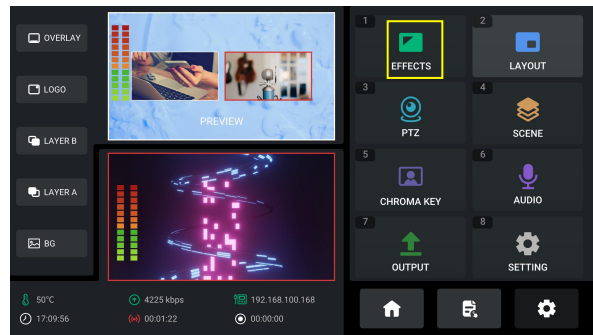 OVERLAY
LOGO
LAYER B
LAYER A
BG
PREVIEW
50°C
4225 kbps
192.168.100.168
17:09:56
00:01:22
00:00:00
1
EFFECTS
2
LAYOUT
3
PTZ
4
SCENE
5
CHROMA KEY
6
AUDIO
7
OUTPUT
8
SETTING